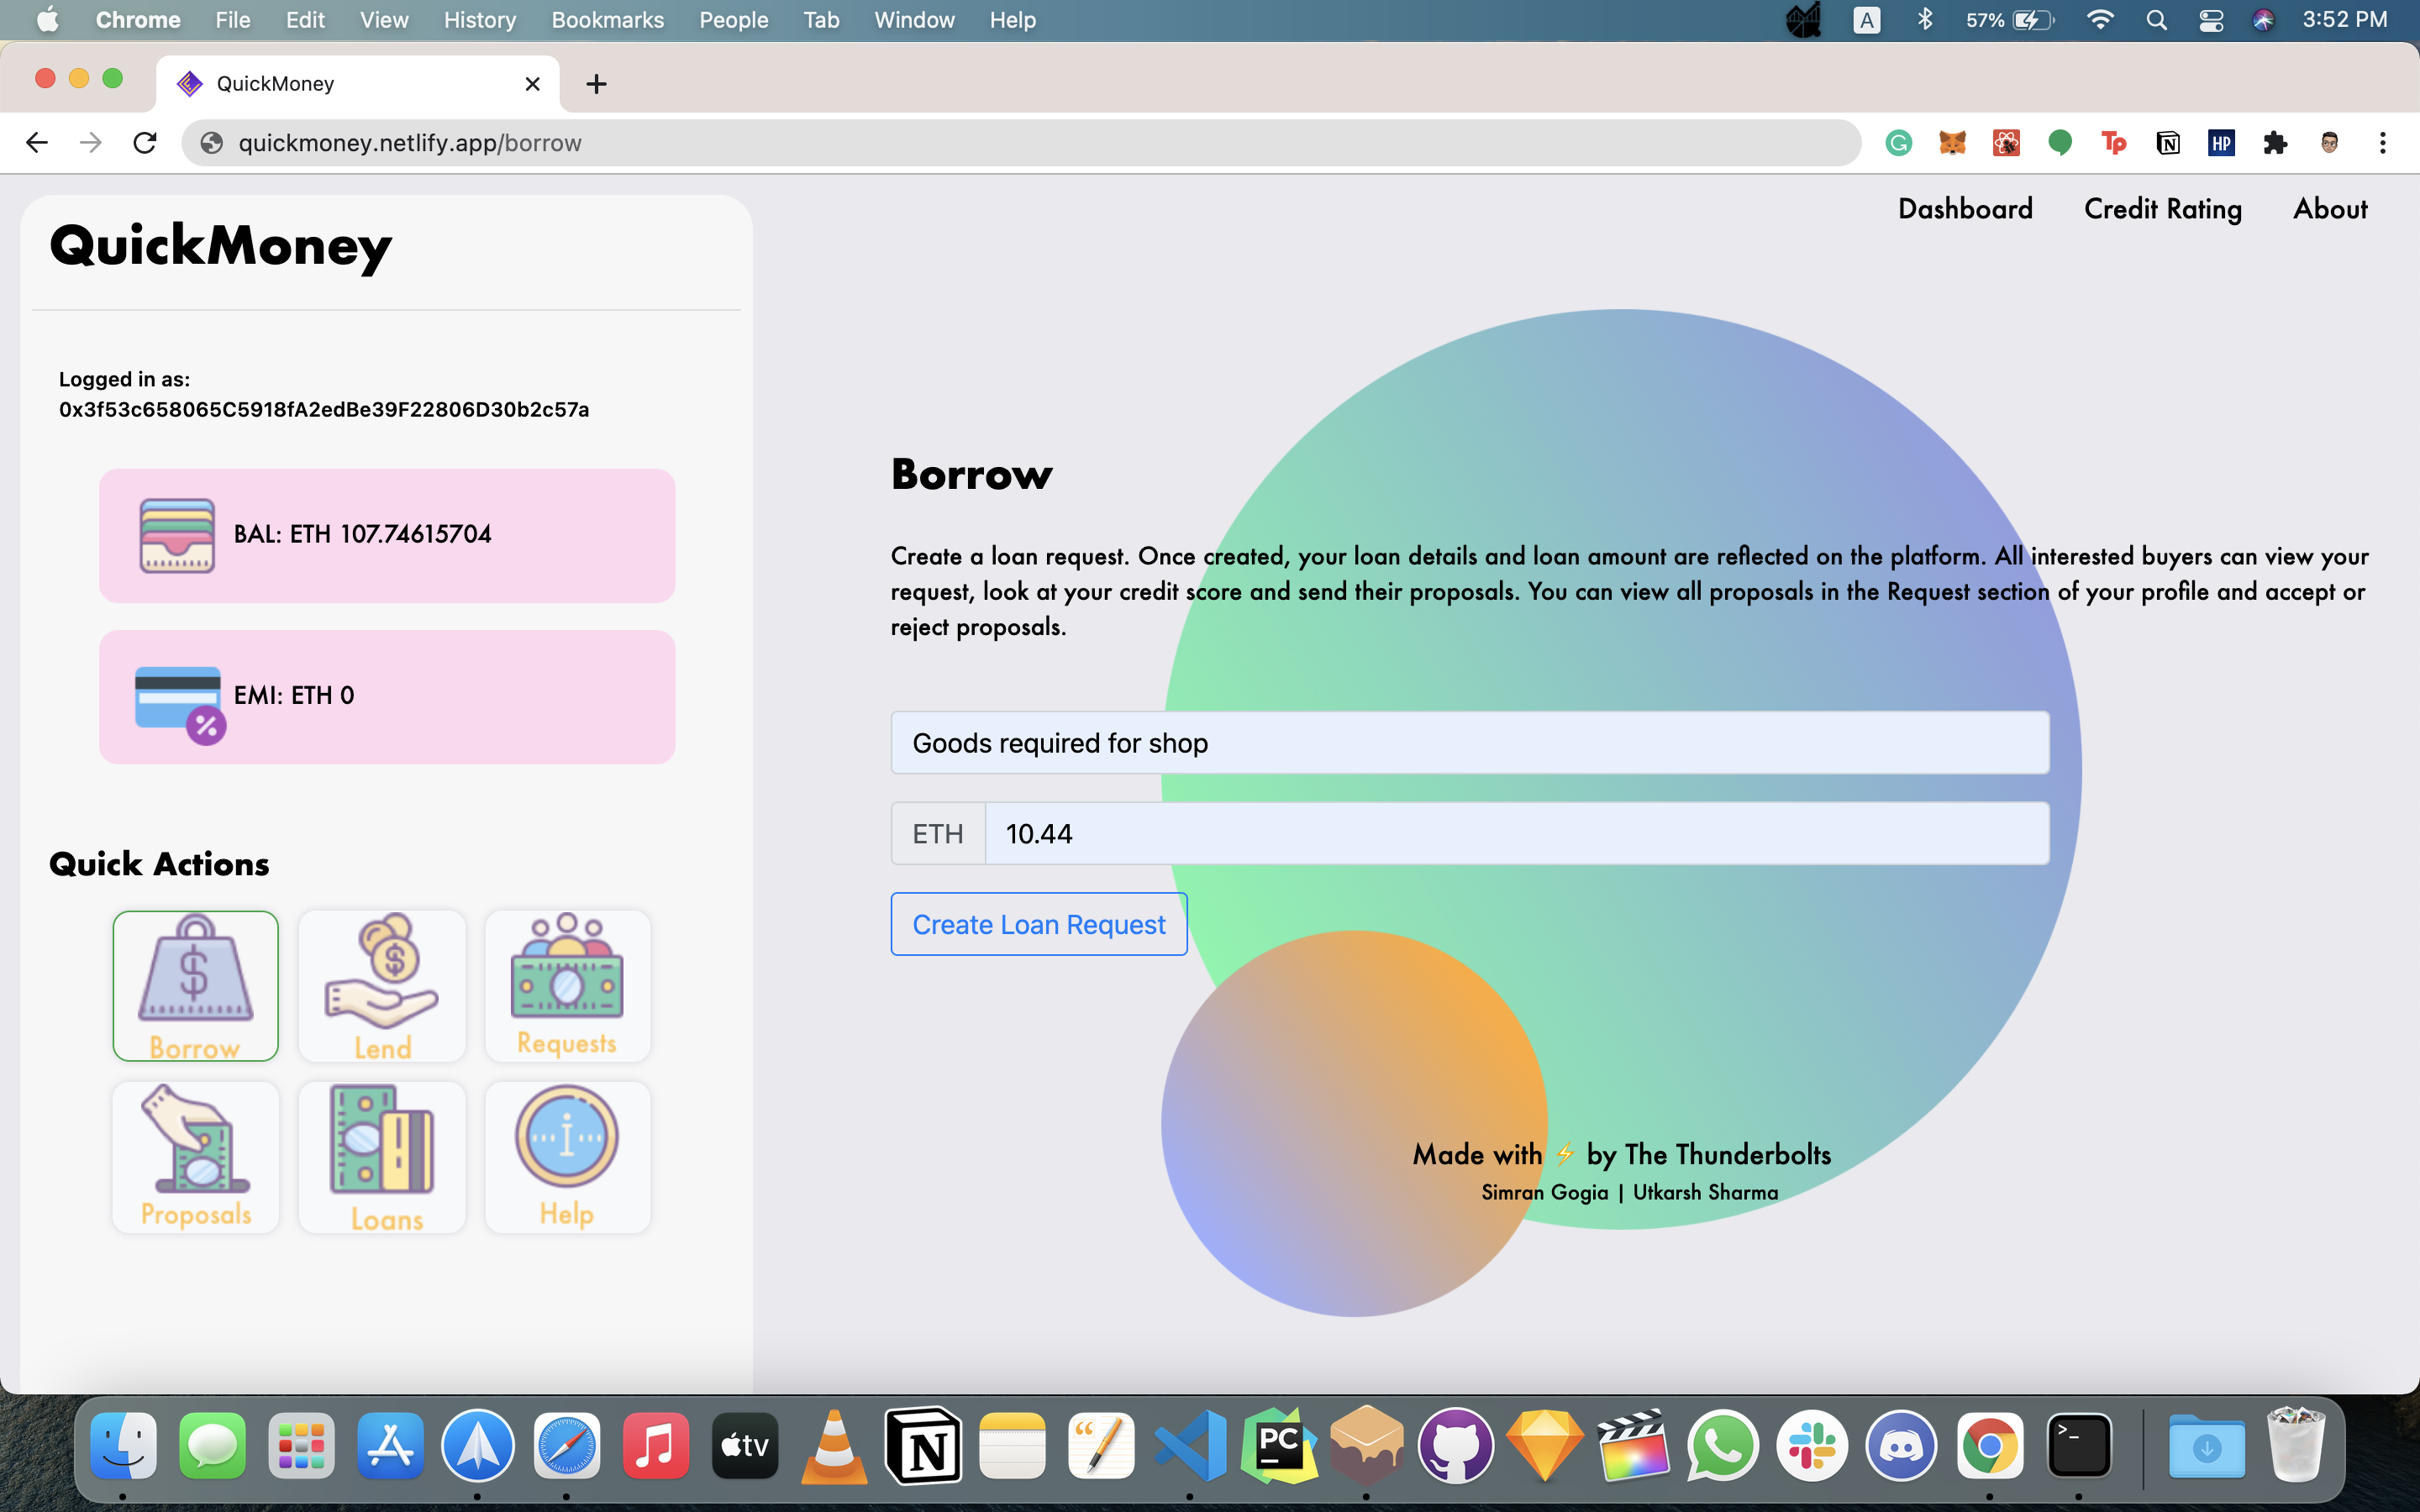 Chrome File Edit View History Bookmarks People Tab Window Help A 57% 3:52 PM
QuickMoney
quickmoney.netlify.app/borrow Tp N HP
Dashboard Credit Rating About
QuickMoney
Logged in as:
0x3f53c658065C5918fA2edBe39F22806D30b2c57a
BAL: ETH 107.74615704
EMI: ETH 0
Quick Actions
Borrow Lend Requests
Proposals Loans Help
Borrow
Create a loan request. Once created, your loan details and loan amount are reflected on the platform. All interested buyers can view your
request, look at your credit score and send their proposals. You can view all proposals in the Request section of your profile and accept or
reject proposals.
Goods required for shop
ETH 10.44
Create Loan Request
Made with ⚡ by The Thunderbolts
Simran Gogia | Utkarsh Sharma
tv N PC >_